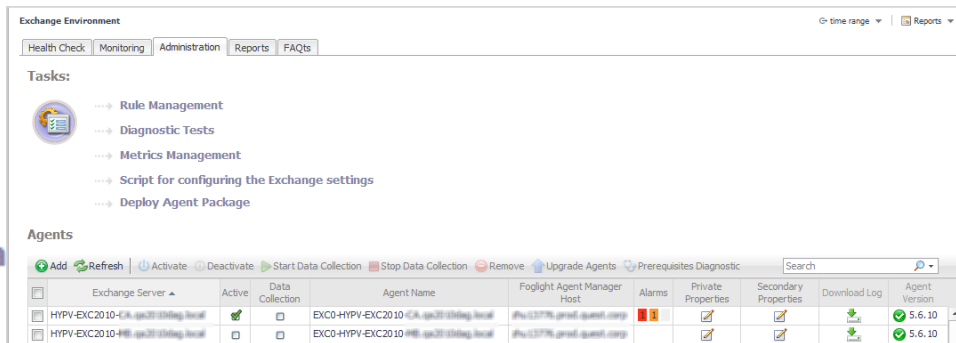 Exchange Environment
time range Reports
Health Check Monitoring Administration Reports FAQts
Tasks:
Rule Management
Diagnostic Tests
Metrics Management
Script for configuring the Exchange settings
Deploy Agent Package
Agents
Add Refresh Activate Deactivate Start Data Collection Stop Data Collection Remove Upgrade Agents Prerequisites Diagnostic Search
Exchange Server Active Data Collection Agent Name Foglight Agent Manager Host Alarms Private Properties Secondary Properties Download Log Agent Version
HYPV-EXC2010- EXC0-HYPV-EXC2010- 1 1 5.6.10
HYPV-EXC2010- EXC0-HYPV-EXC2010- 5.6.10